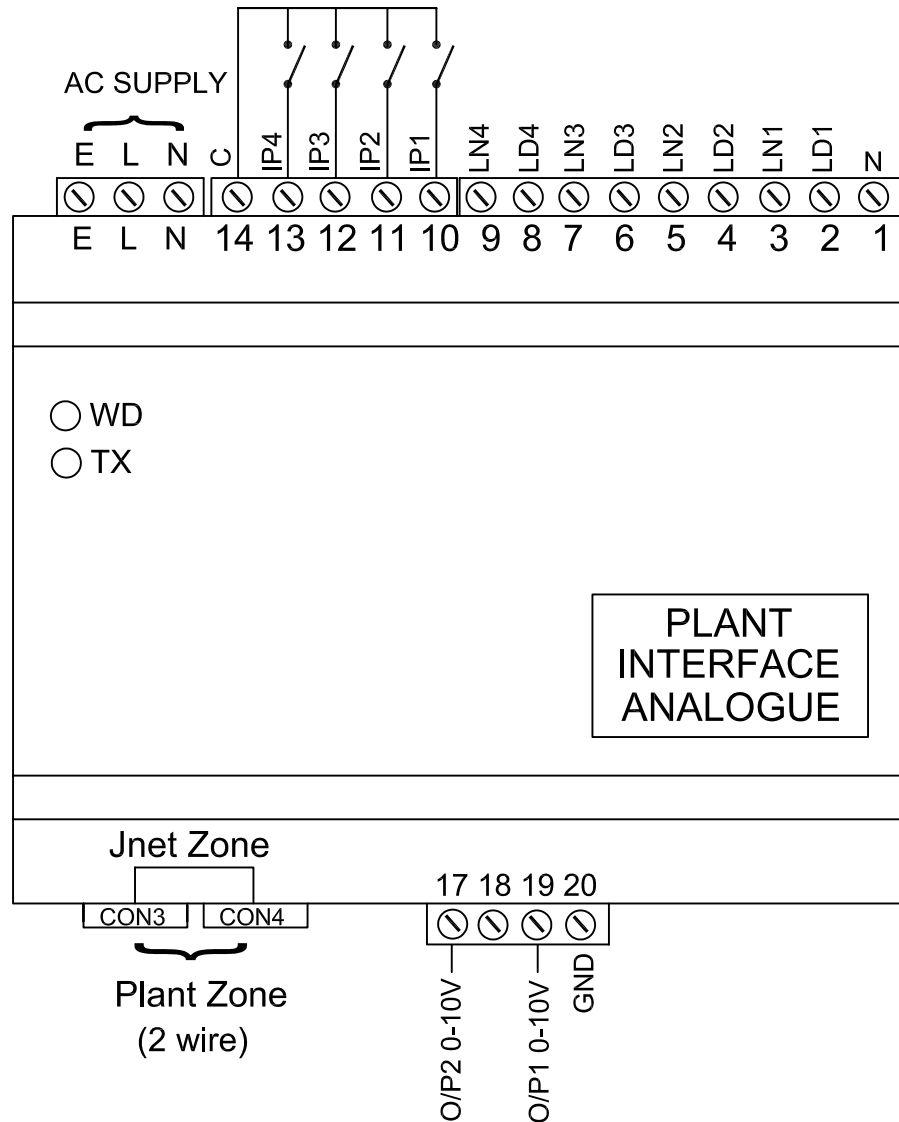 AC SUPPLY
E L N
C IP4 IP3 IP2 IP1 LN4 LD4 LN3 LD3 LN2 LD2 LN1 LD1 N
E L N 14 13 12 11 10 9 8 7 6 5 4 3 2 1
WD
TX
PLANT
INTERFACE
ANALOGUE
Jnet Zone
CON3 CON4
Plant Zone
(2 wire)
17 18 19 20
O/P2 0-10V
O/P1 0-10V
GND